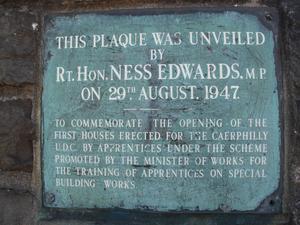 THIS PLAQUE WAS UNVEILED
BY
RT. HON. NESS EDWARDS. M.P.
ON 29TH AUGUST. 1947.
TO COMMEMORATE THE OPENING OF THE
FIRST HOUSES ERECTED FOR THE CAERPHILLY
U.D.C. BY APPRENTICES UNDER THE SCHEME
PROMOTED BY THE MINISTER OF WORKS FOR
THE TRAINING OF APPRENTICES ON SPECIAL
BUILDING WORKS.